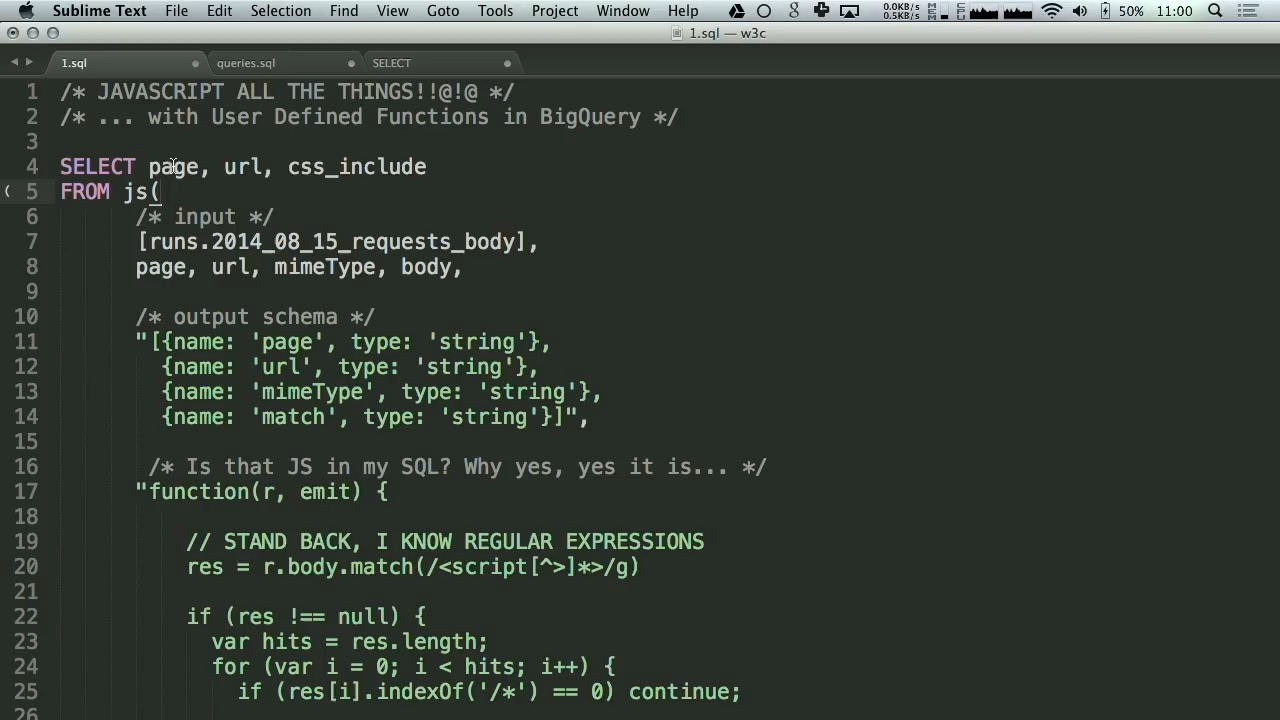 Sublime Text File Edit Selection Find View Goto Tools Project Window Help 0.0KB/s 0.5KB/s 50% 11:00
1.sql — w3c
1.sql queries.sql SELECT
1 /* JAVASCRIPT ALL THE THINGS!!@!@ */
2 /* ... with User Defined Functions in BigQuery */
3
4 SELECT page, url, css_include
( 5 FROM js(
6 /* input */
7 [runs.2014_08_15_requests_body],
8 page, url, mimeType, body,
9
10 /* output schema */
11 "[{name: 'page', type: 'string'},
12 {name: 'url', type: 'string'},
13 {name: 'mimeType', type: 'string'},
14 {name: 'match', type: 'string'}]",
15
16 /* Is that JS in my SQL? Why yes, yes it is... */
17 "function(r, emit) {
18
19 // STAND BACK, I KNOW REGULAR EXPRESSIONS
20 res = r.body.match(/<script[^>]*>/g)
21
22 if (res !== null) {
23 var hits = res.length;
24 for (var i = 0; i < hits; i++) {
25 if (res[i].indexOf('/*') == 0) continue;
26